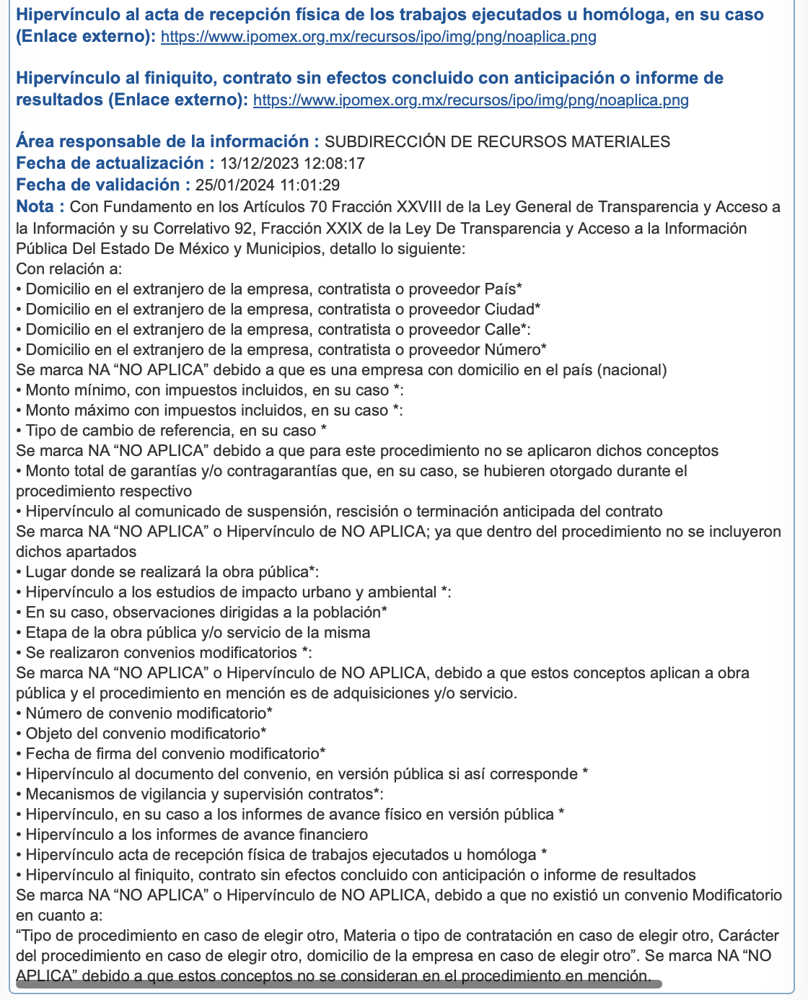 Hipervínculo al acta de recepción física de los trabajos ejecutados u homóloga, en su caso
(Enlace externo): https://www.ipomex.org.mx/recursos/ipo/img/png/noaplica.png
Hipervínculo al finiquito, contrato sin efectos concluido con anticipación o informe de
resultados (Enlace externo): https://www.ipomex.org.mx/recursos/ipo/img/png/noaplica.png
Área responsable de la información : SUBDIRECCIÓN DE RECURSOS MATERIALES
Fecha de actualización : 13/12/2023 12:08:17
Fecha de validación : 25/01/2024 11:01:29
Nota : Con Fundamento en los Artículos 70 Fracción XXVIII de la Ley General de Transparencia y Acceso a
la Información y su Correlativo 92, Fracción XXIX de la Ley De Transparencia y Acceso a la Información
Pública Del Estado De México y Municipios, detallo lo siguiente:
Con relación a:
• Domicilio en el extranjero de la empresa, contratista o proveedor País*
• Domicilio en el extranjero de la empresa, contratista o proveedor Ciudad*
• Domicilio en el extranjero de la empresa, contratista o proveedor Calle*:
• Domicilio en el extranjero de la empresa, contratista o proveedor Número*
Se marca NA “NO APLICA” debido a que es una empresa con domicilio en el país (nacional)
• Monto mínimo, con impuestos incluidos, en su caso *:
• Monto máximo con impuestos incluidos, en su caso *:
• Tipo de cambio de referencia, en su caso *
Se marca NA “NO APLICA” debido a que para este procedimiento no se aplicaron dichos conceptos
• Monto total de garantías y/o contragarantías que, en su caso, se hubieren otorgado durante el
procedimiento respectivo
• Hipervínculo al comunicado de suspensión, rescisión o terminación anticipada del contrato
Se marca NA “NO APLICA” o Hipervínculo de NO APLICA; ya que dentro del procedimiento no se incluyeron
dichos apartados
• Lugar donde se realizará la obra pública*:
• Hipervínculo a los estudios de impacto urbano y ambiental *:
• En su caso, observaciones dirigidas a la población*
• Etapa de la obra pública y/o servicio de la misma
• Se realizaron convenios modificatorios *:
Se marca NA “NO APLICA” o Hipervínculo de NO APLICA, debido a que estos conceptos aplican a obra
pública y el procedimiento en mención es de adquisiciones y/o servicio.
• Número de convenio modificatorio*
• Objeto del convenio modificatorio*
• Fecha de firma del convenio modificatorio*
• Hipervínculo al documento del convenio, en versión pública si así corresponde *
• Mecanismos de vigilancia y supervisión contratos*:
• Hipervínculo, en su caso a los informes de avance físico en versión pública *
• Hipervínculo a los informes de avance financiero
• Hipervínculo acta de recepción física de trabajos ejecutados u homóloga *
• Hipervínculo al finiquito, contrato sin efectos concluido con anticipación o informe de resultados
Se marca NA “NO APLICA” o Hipervínculo de NO APLICA, debido a que no existió un convenio Modificatorio
en cuanto a:
“Tipo de procedimiento en caso de elegir otro, Materia o tipo de contratación en caso de elegir otro, Carácter
del procedimiento en caso de elegir otro, domicilio de la empresa en caso de elegir otro”. Se marca NA “NO
APLICA” debido a que estos conceptos no se consideran en el procedimiento en mención.